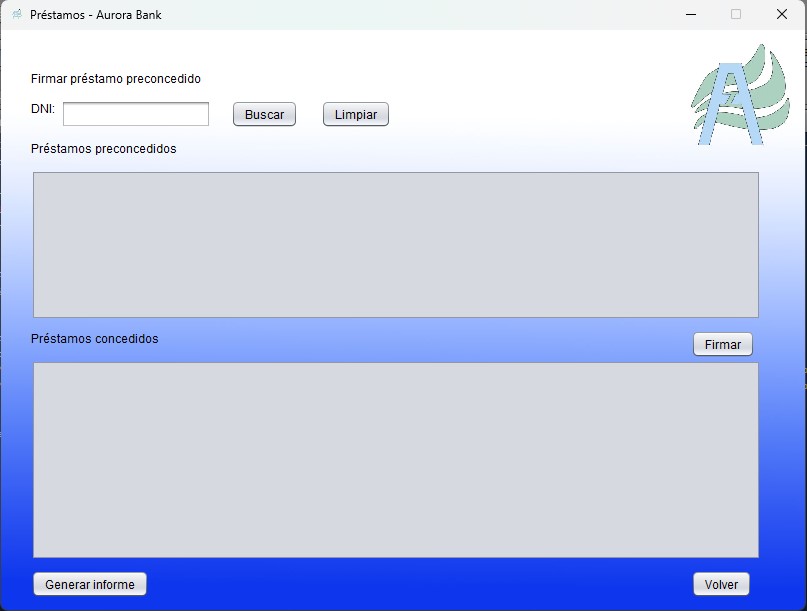 Préstamos - Aurora Bank
Firmar préstamo preconcedido
DNI: Buscar Limpiar
Préstamos preconcedidos
Préstamos concedidos Firmar
Generar informe Volver